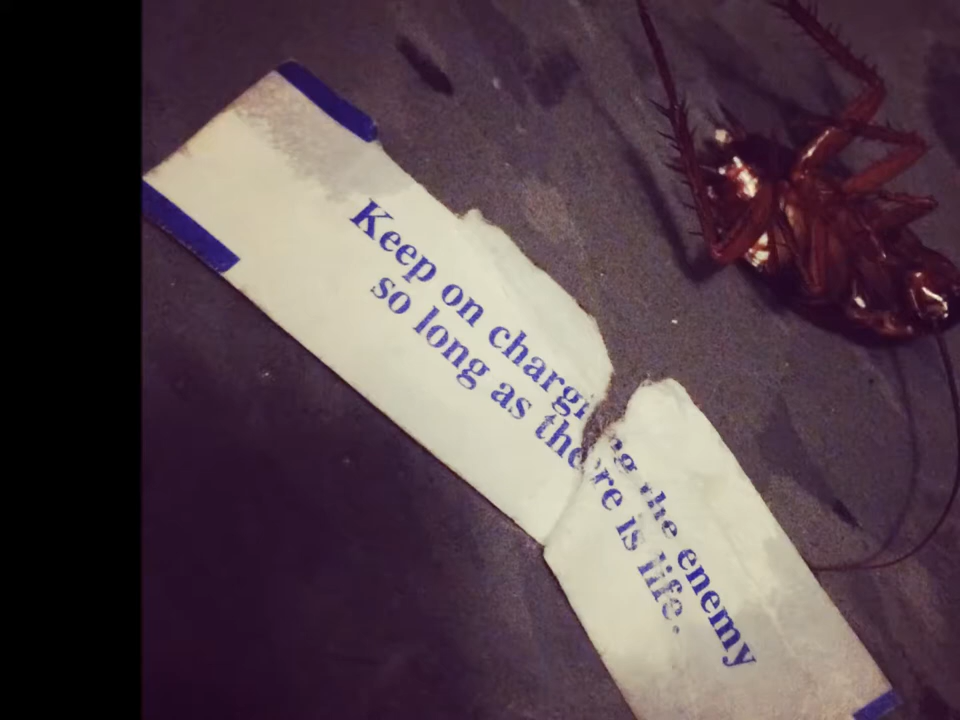 Keep on charging the enemy
so long as there is life.